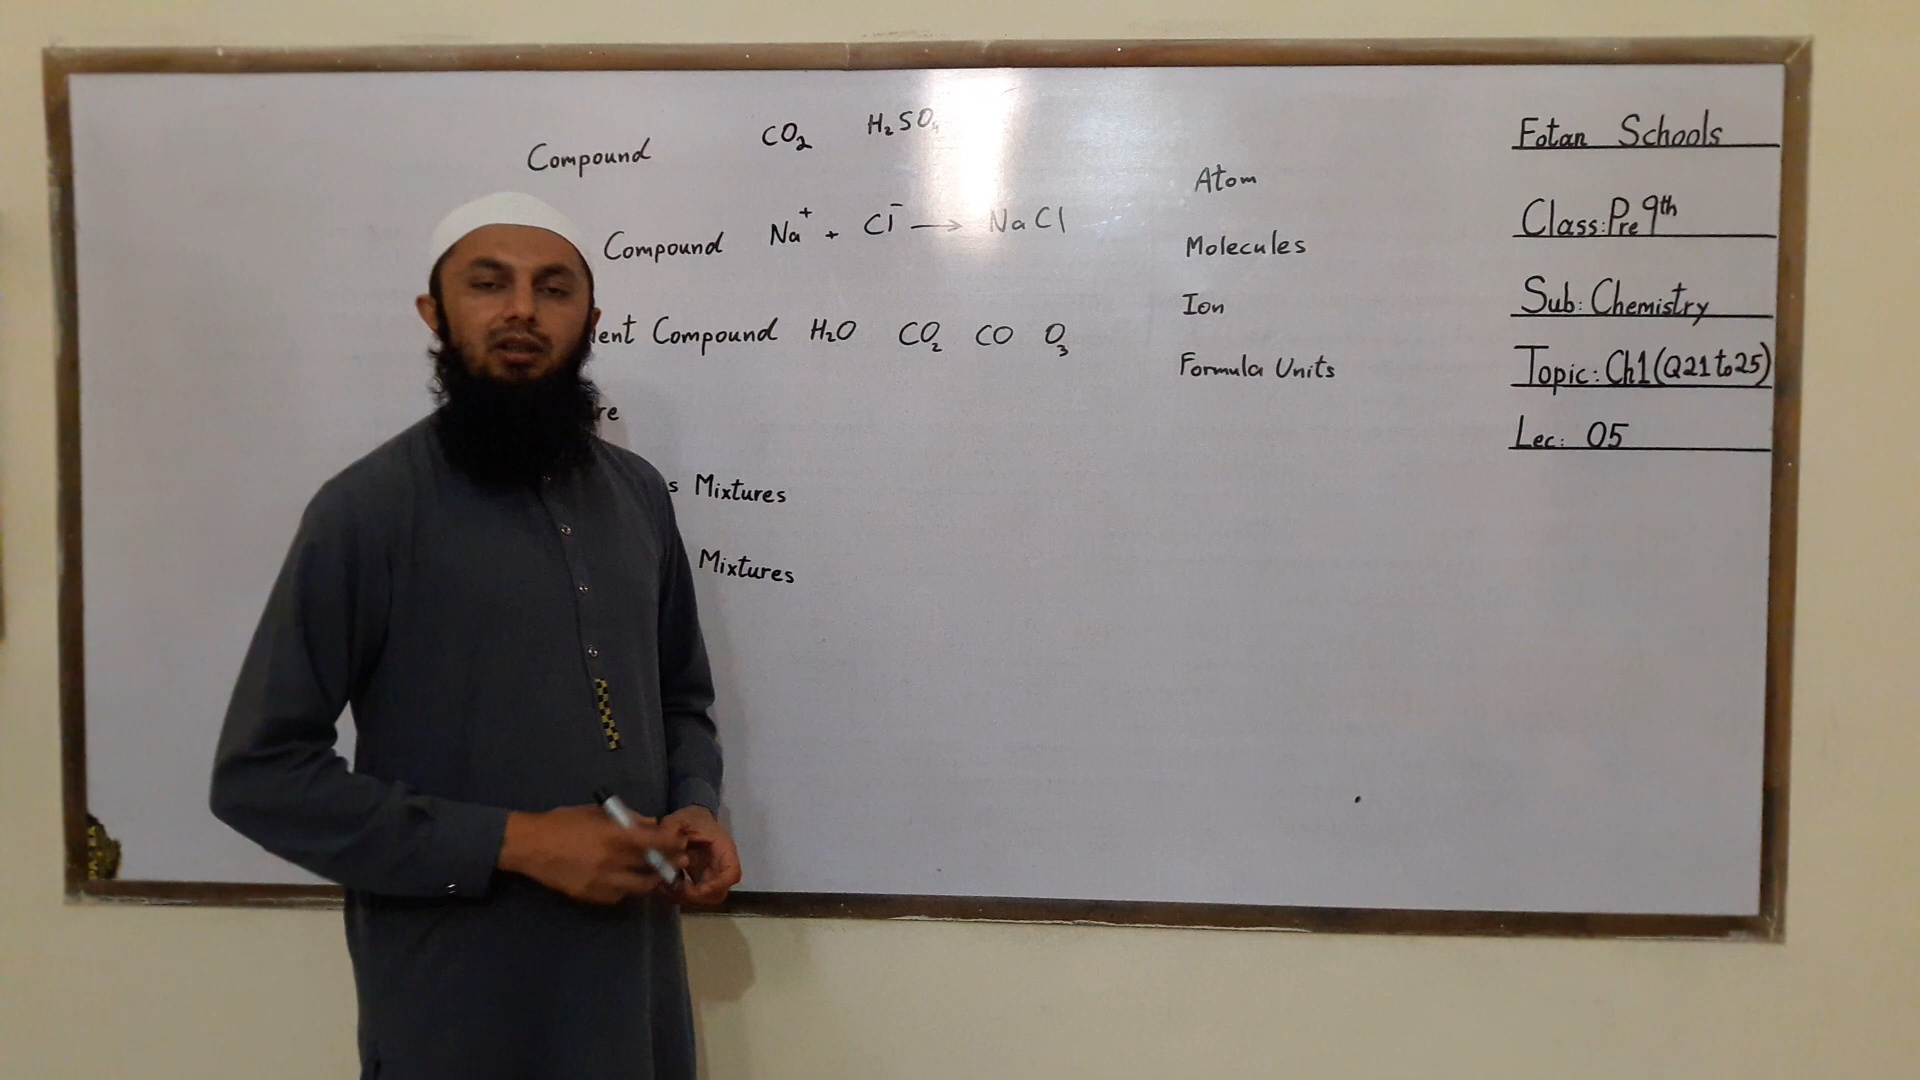 Compound CO₂ H₂SO₄
Compound Na⁺ + Cl⁻ → NaCl
lent Compound H₂O CO₂ CO O₃
re
s Mixtures
Mixtures
Atom
Molecules
Ion
Formula Units
Fotan Schools
Class: Pre 9th
Sub: Chemistry
Topic: Ch1 (Q21 to 25)
Lec: 05